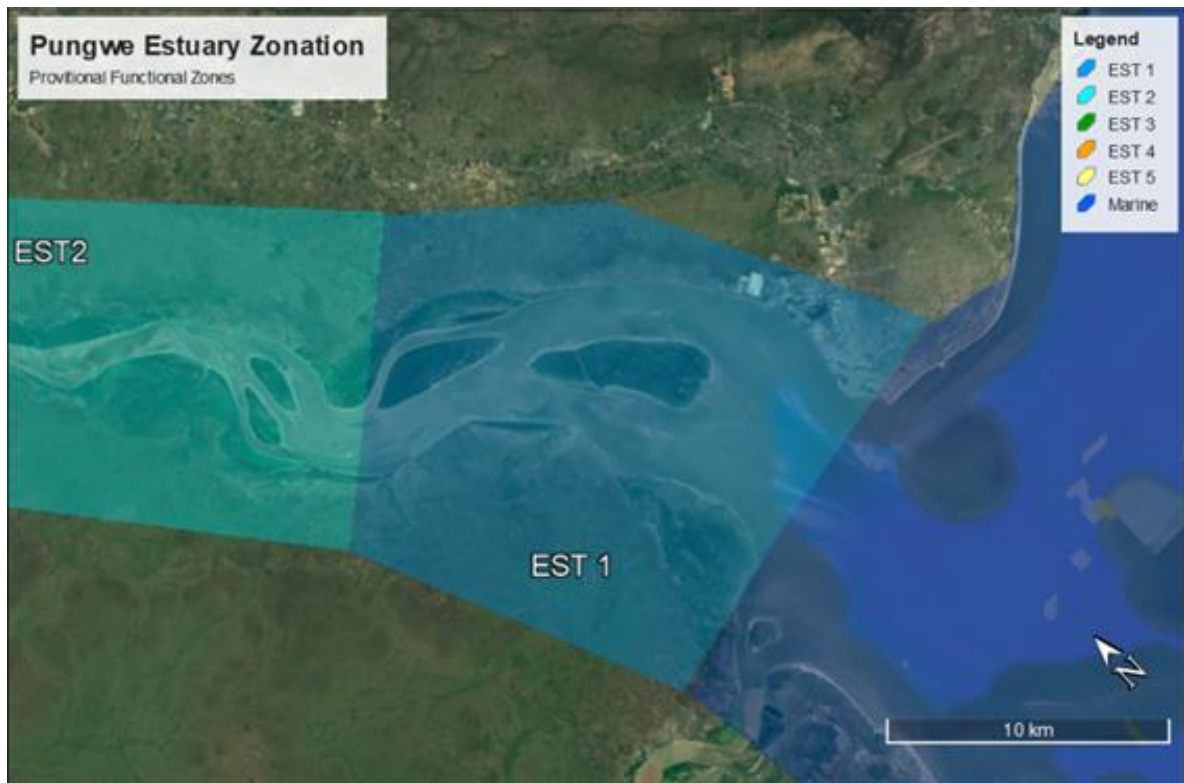 Pungwe Estuary Zonation
Provitional Functional Zones
Legend
EST 1
EST 2
EST 3
EST 4
EST 5
Marine
EST2
EST 1
N
10 km